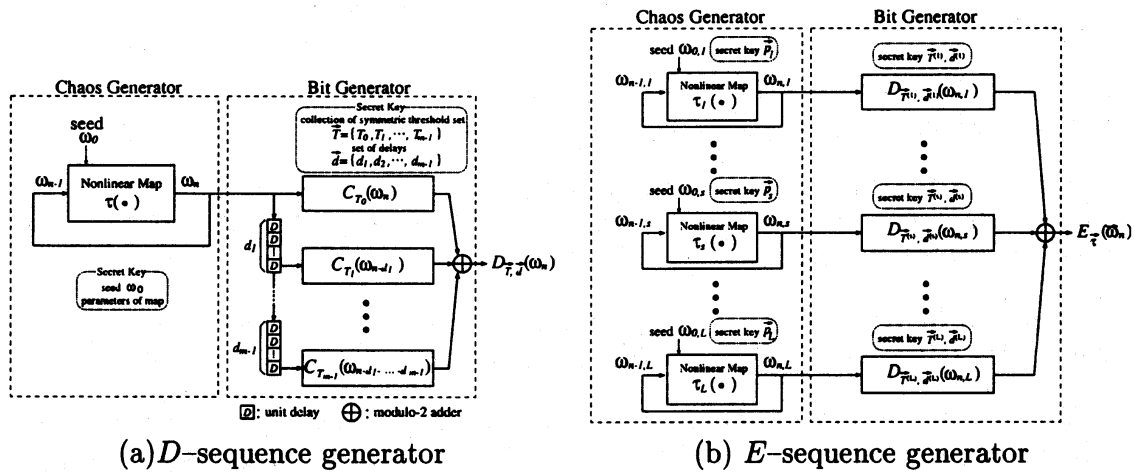 Chaos Generator
Bit Generator
seed
ω0
ωn-1
Nonlinear Map
τ(•)
ωn
Secret Key
seed ω0
parameters of map
Secret Key
collection of symmetric threshold set
T⃗={T0, T1, ..., Tm-1}
set of delays
d⃗={d1, d2, ..., dm-1}
CT0(ωn)
d1
D
D
D
CT1(ωn-d1)
DT⃗, d⃗(ωn)
dm-1
D
D
D
CTm-1(ωn-d1-...-dm-1)
D : unit delay
⊕ : modulo-2 adder
(a) D–sequence generator
Chaos Generator
Bit Generator
seed ω0,1
secret key p⃗1
ωn-1,1
Nonlinear Map
τ1(•)
ωn,1
secret key T⃗(1), d⃗(1)
DT⃗(1), d⃗(1)(ωn,1)
seed ω0,s
secret key p⃗s
ωn-1,s
Nonlinear Map
τs(•)
ωn,s
secret key T⃗(s), d⃗(s)
DT⃗(s), d⃗(s)(ωn,s)
Eτ⃗(ω⃗n)
seed ω0,L
secret key p⃗L
ωn-1,L
Nonlinear Map
τL(•)
ωn,L
secret key T⃗(L), d⃗(L)
DT⃗(L), d⃗(L)(ωn,L)
(b) E–sequence generator